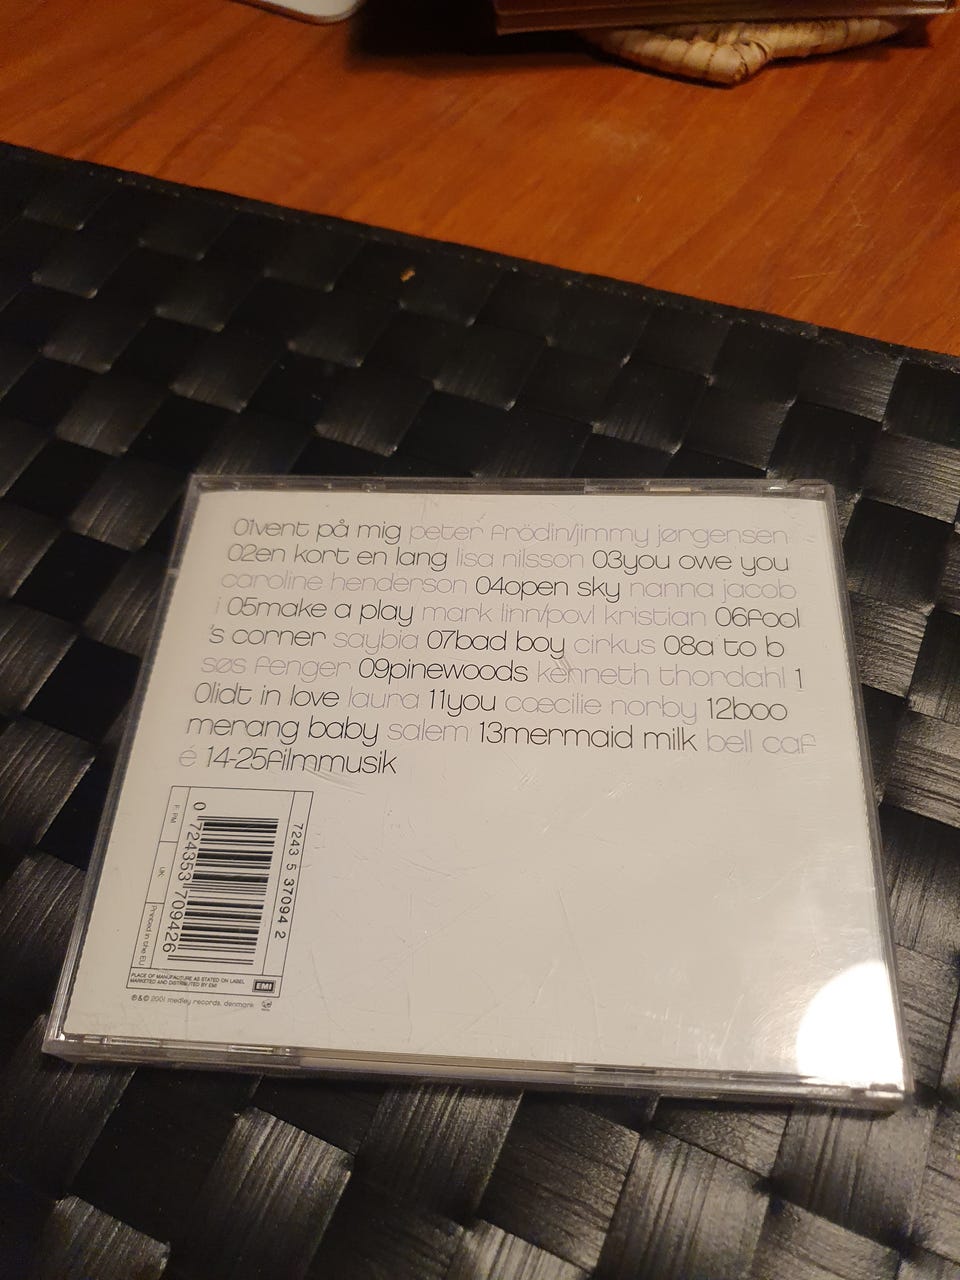 01vent på mig peter frödin/jimmy jørgensen
02en kort en lang lisa nilsson 03you owe you
caroline henderson 04open sky nanna jacob
i 05make a play mark linn/povl kristian 06fool
's corner saybia 07bad boy cirkus 08a to b
søs fenger 09pinewoods kenneth thordahl 1
0lidt in love laura 11you cæcilie norby 12boo
merang baby salem 13mermaid milk bell caf
é 14-25filmmusik
7243 5 37094 2
0 724353 709426
F: PM
UK:
Printed in the EU
PLACE OF MANUFACTURE AS STATED ON LABEL
MARKETED AND DISTRIBUTED BY EMI
EMI
℗&© 2001 medley records, denmark